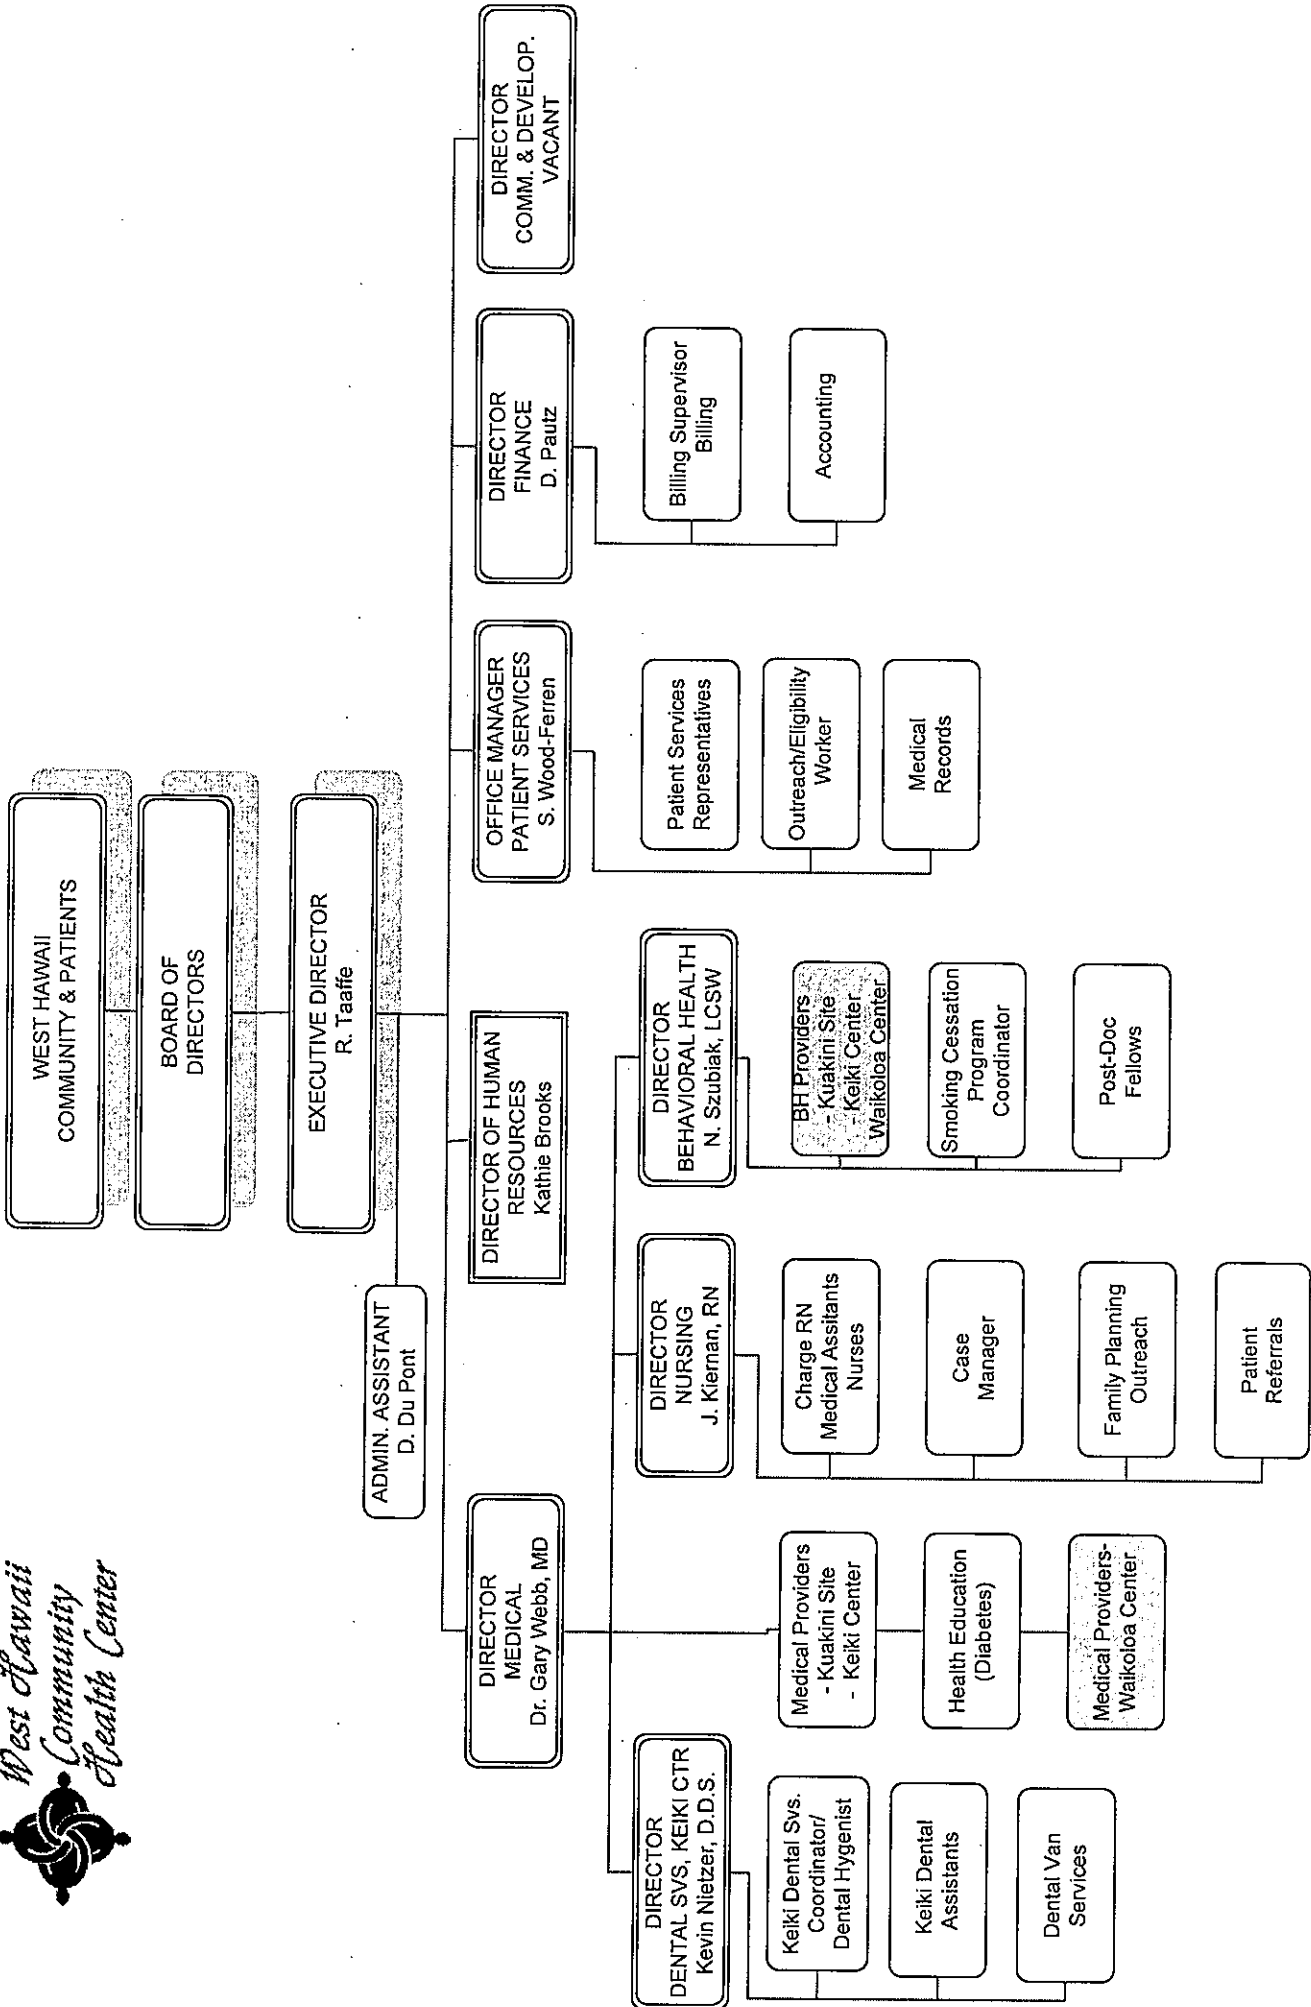 West Hawaii
Community
Health Center
WEST HAWAII
COMMUNITY & PATIENTS
BOARD OF
DIRECTORS
EXECUTIVE DIRECTOR
R. Taaffe
ADMIN. ASSISTANT
D. Du Pont
DIRECTOR
MEDICAL
Dr. Gary Webb, MD
DIRECTOR OF HUMAN
RESOURCES
Kathie Brooks
OFFICE MANAGER
PATIENT SERVICES
S. Wood-Ferren
DIRECTOR
FINANCE
D. Pautz
DIRECTOR
COMM. & DEVELOP.
VACANT
DIRECTOR
DENTAL SVS, KEIKI CTR
Kevin Nietzer, D.D.S.
Keiki Dental Svs.
Coordinator/
Dental Hygenist
Keiki Dental
Assistants
Dental Van
Services
Medical Providers
- Kuakini Site
- Keiki Center
Health Education
(Diabetes)
Medical Providers-
Waikoloa Center
DIRECTOR
NURSING
J. Kiernan, RN
Charge RN
Medical Assitants
Nurses
Case
Manager
Family Planning
Outreach
Patient
Referrals
DIRECTOR
BEHAVIORAL HEALTH
N. Szubiak, LCSW
BH Providers
- Kuakini Site
- Keiki Center
Waikoloa Center
Smoking Cessation
Program
Coordinator
Post-Doc
Fellows
Patient Services
Representatives
Outreach/Eligibility
Worker
Medical
Records
Billing Supervisor
Billing
Accounting